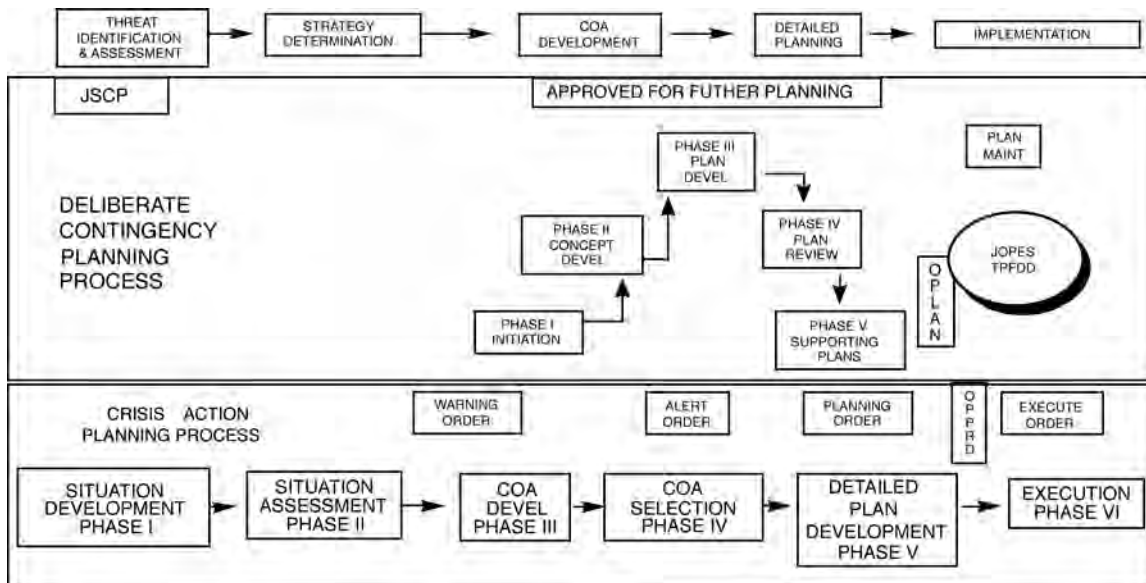 THREAT
IDENTIFICATION
& ASSESSMENT
STRATEGY
DETERMINATION
COA
DEVELOPMENT
DETAILED
PLANNING
IMPLEMENTATION
JSCP
APPROVED FOR FUTHER PLANNING
DELIBERATE
CONTINGENCY
PLANNING
PROCESS
PHASE I
INITIATION
PHASE II
CONCEPT
DEVEL
PHASE III
PLAN
DEVEL
PHASE IV
PLAN
REVIEW
PHASE V
SUPPORTING
PLANS
PLAN
MAINT
OPLAN
JOPES
TPFDD
CRISIS ACTION
PLANNING PROCESS
WARNING
ORDER
ALERT
ORDER
PLANNING
ORDER
OPPRD
EXECUTE
ORDER
SITUATION
DEVELOPMENT
PHASE I
SITUATION
ASSESSMENT
PHASE II
COA
DEVEL
PHASE III
COA
SELECTION
PHASE IV
DETAILED
PLAN
DEVELOPMENT
PHASE V
EXECUTION
PHASE VI